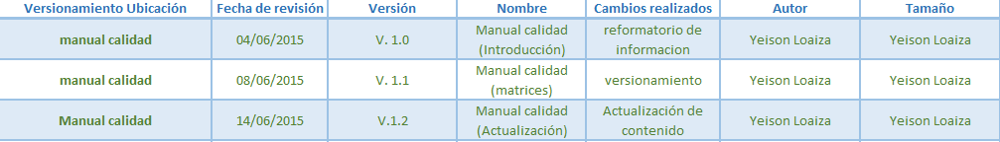 Versionamiento Ubicación Fecha de revisión Versión Nombre Cambios realizados Autor Tamaño
manual calidad 04/06/2015 V. 1.0 Manual calidad (Introducción) reformatorio de informacion Yeison Loaiza Yeison Loaiza
manual calidad 08/06/2015 V. 1.1 Manual calidad (matrices) versionamiento Yeison Loaiza Yeison Loaiza
Manual calidad 14/06/2015 V.1.2 Manual calidad (Actualización) Actualización de contenido Yeison Loaiza Yeison Loaiza